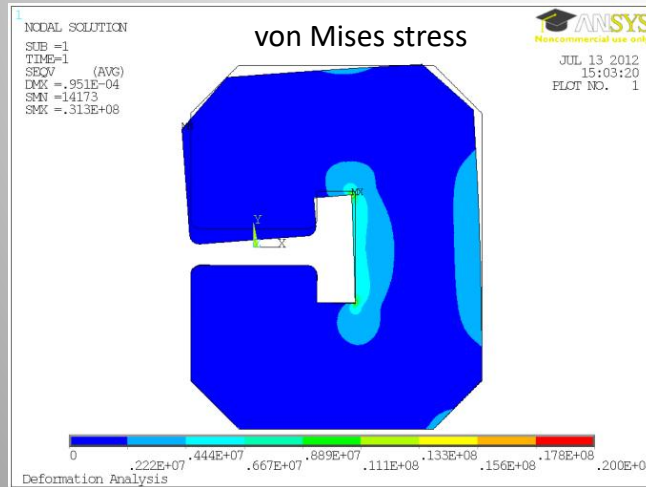 1
NODAL SOLUTION
von Mises stress
ANSYS
Noncommercial use only
SUB =1
TIME=1
SEQV (AVG)
DMX =.951E-04
SMN =14173
SMX =.313E+08
JUL 13 2012
15:03:20
PLOT NO. 1
MX
Y
X
0 .444E+07 .889E+07 .133E+08 .178E+08
.222E+07 .667E+07 .111E+08 .156E+08 .200E+0
Deformation Analysis